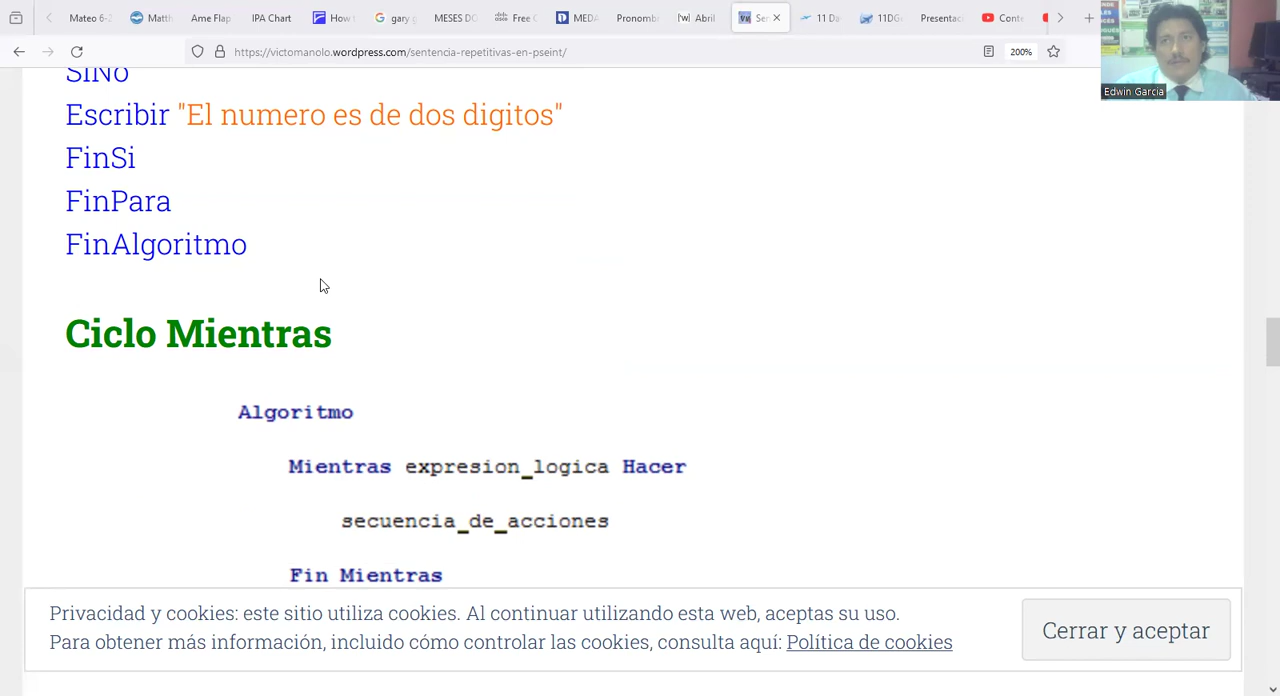 Mateo 6-2
Matth
Ame Flap
IPA Chart
How t
gary g
MESES DO
Free C
MEDA
Pronomb
Abril
Se
11 Da
11DG
Presentac
Conte
https://victomanolo.wordpress.com/sentencia-repetitivas-en-pseint/
200%
Edwin Garcia
SiNo
Escribir "El numero es de dos digitos"
FinSi
FinPara
FinAlgoritmo
Ciclo Mientras
Algoritmo
Mientras expresion_logica Hacer
secuencia_de_acciones
Fin Mientras
Privacidad y cookies: este sitio utiliza cookies. Al continuar utilizando esta web, aceptas su uso.
Para obtener más información, incluido cómo controlar las cookies, consulta aquí: Política de cookies
Cerrar y aceptar